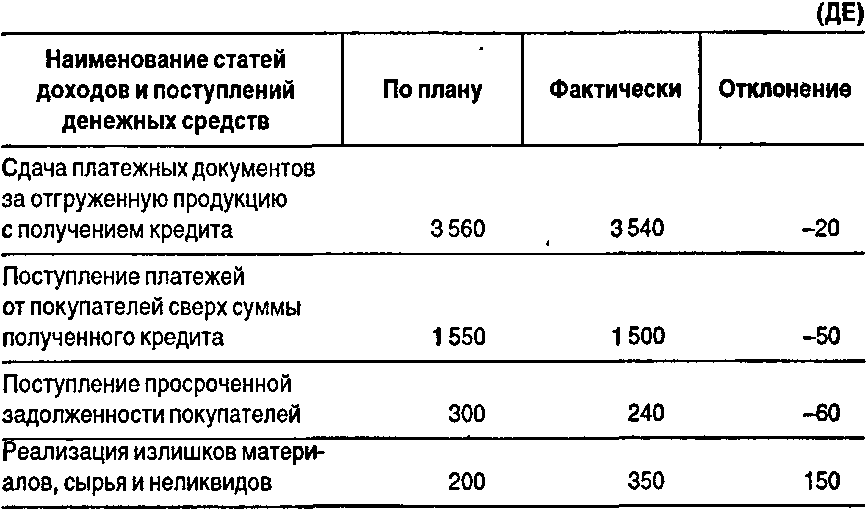 (ДЕ)
Наименование статей
доходов и поступлений
денежных средств
По плану
Фактически
Отклонение
Сдача платежных документов
за отгруженную продукцию
с получением кредита 3 560 3 540 –20
Поступление платежей
от покупателей сверх суммы
полученного кредита 1 550 1 500 –50
Поступление просроченной
задолженности покупателей 300 240 –60
Реализация излишков матери-
алов, сырья и неликвидов 200 350 150